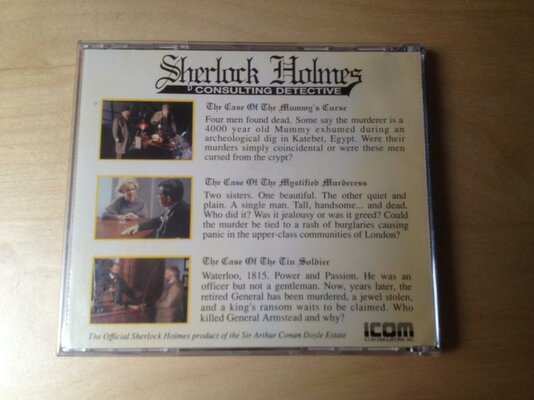 Sherlock Holmes
CONSULTING DETECTIVE
The Case Of The Mummy's Curse
Four men found dead. Some say the murderer is a
4000 year old Mummy exhumed during an
archeological dig in Katebet, Egypt. Were their
murders simply coincidental or were these men
cursed from the crypt?
The Case Of The Mystified Murderess
Two sisters. One beautiful. The other quiet and
plain. A single man. Tall, handsome... and dead.
Who did it? Was it jealousy or was it greed? Could
the murder be tied to a rash of burglaries causing
panic in the upper-class communities of London?
The Case Of The Tin Soldier
Waterloo, 1815. Power and Passion. He was an
officer but not a gentleman. Now, years later, the
retired General has been murdered, a jewel stolen,
and a king's ransom waits to be claimed. Who
killed General Armstead and why?
The Official Sherlock Holmes product of the Sir Arthur Conan Doyle Estate
ICOM
ICOM SIMULATIONS, INC.